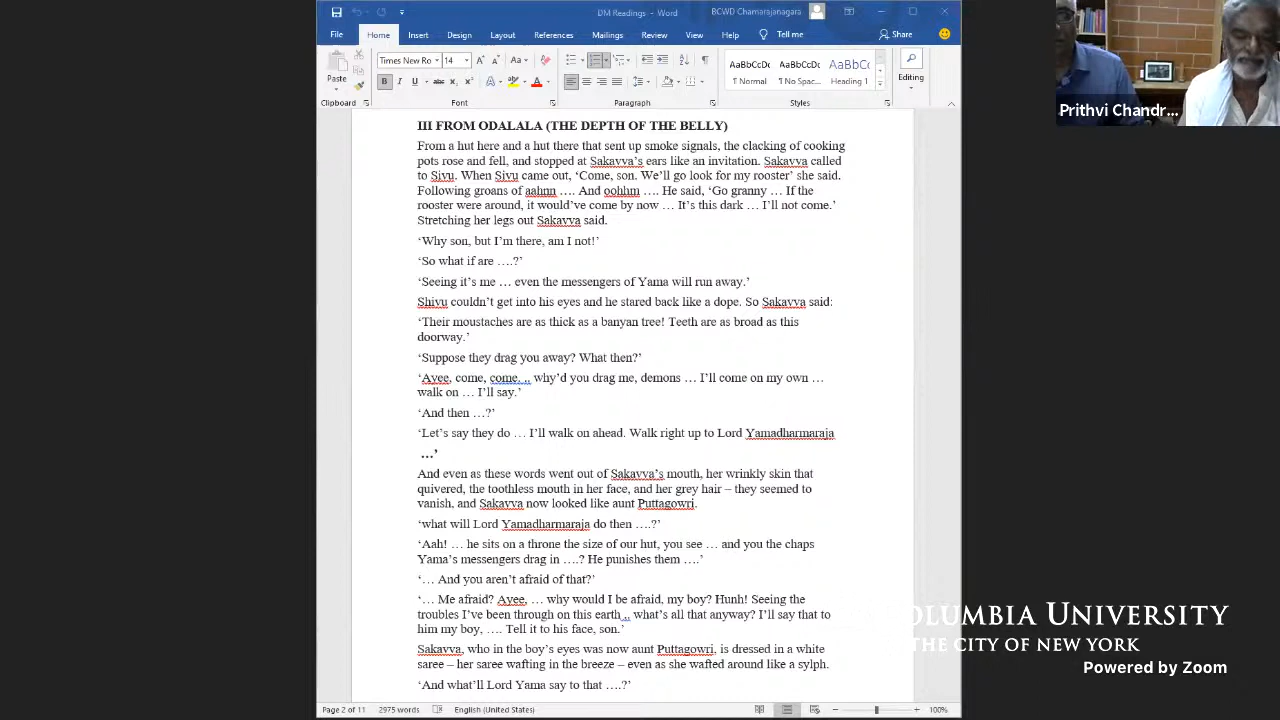 DM Readings - Word
BCWD Chamarajanagara
File Home Insert Design Layout References Mailings Review View Help Tell me Share
Times New Ro 14
Paste
AaBbCcDc AaBbCcDc AaBbC
¶ Normal ¶ No Spac... Heading 1
Editing
Clipboard Font Paragraph Styles
Prithvi Chandr...
III FROM ODALALA (THE DEPTH OF THE BELLY)
From a hut here and a hut there that sent up smoke signals, the clacking of cooking
pots rose and fell, and stopped at Sakavva’s ears like an invitation. Sakavva called
to Sivu. When Sivu came out, ‘Come, son. We’ll go look for my rooster’ she said.
Following groans of aahnn …. And oohhm …. He said, ‘Go granny … If the
rooster were around, it would’ve come by now … It’s this dark … I’ll not come.’
Stretching her legs out Sakavva said.
‘Why son, but I’m there, am I not!’
‘So what if are ….?’
‘Seeing it’s me … even the messengers of Yama will run away.’
Shivu couldn’t get into his eyes and he stared back like a dope. So Sakavva said:
‘Their moustaches are as thick as a banyan tree! Teeth are as broad as this
doorway.’
‘Suppose they drag you away? What then?’
‘Ayee, come, come. .. why’d you drag me, demons … I’ll come on my own …
walk on … I’ll say.’
‘And then …?’
‘Let’s say they do … I’ll walk on ahead. Walk right up to Lord Yamadharmaraja
…’
And even as these words went out of Sakavva’s mouth, her wrinkly skin that
quivered, the toothless mouth in her face, and her grey hair – they seemed to
vanish, and Sakavva now looked like aunt Puttagowri.
‘what will Lord Yamadharmaraja do then ….?’
‘Aah! … he sits on a throne the size of our hut, you see … and you the chaps
Yama’s messengers drag in ….? He punishes them ….’
‘… And you aren’t afraid of that?’
‘… Me afraid? Ayee, … why would I be afraid, my boy? Hunh! Seeing the
troubles I’ve been through on this earth .. what’s all that anyway? I’ll say that to
him my boy, …. Tell it to his face, son.’
Sakavva, who in the boy’s eyes was now aunt Puttagowri, is dressed in a white
saree – her saree wafting in the breeze – even as she wafted around like a sylph.
‘And what’ll Lord Yama say to that ….?’
COLUMBIA UNIVERSITY
IN THE CITY OF NEW YORK
Powered by Zoom
Page 2 of 11 2975 words English (United States) 100%